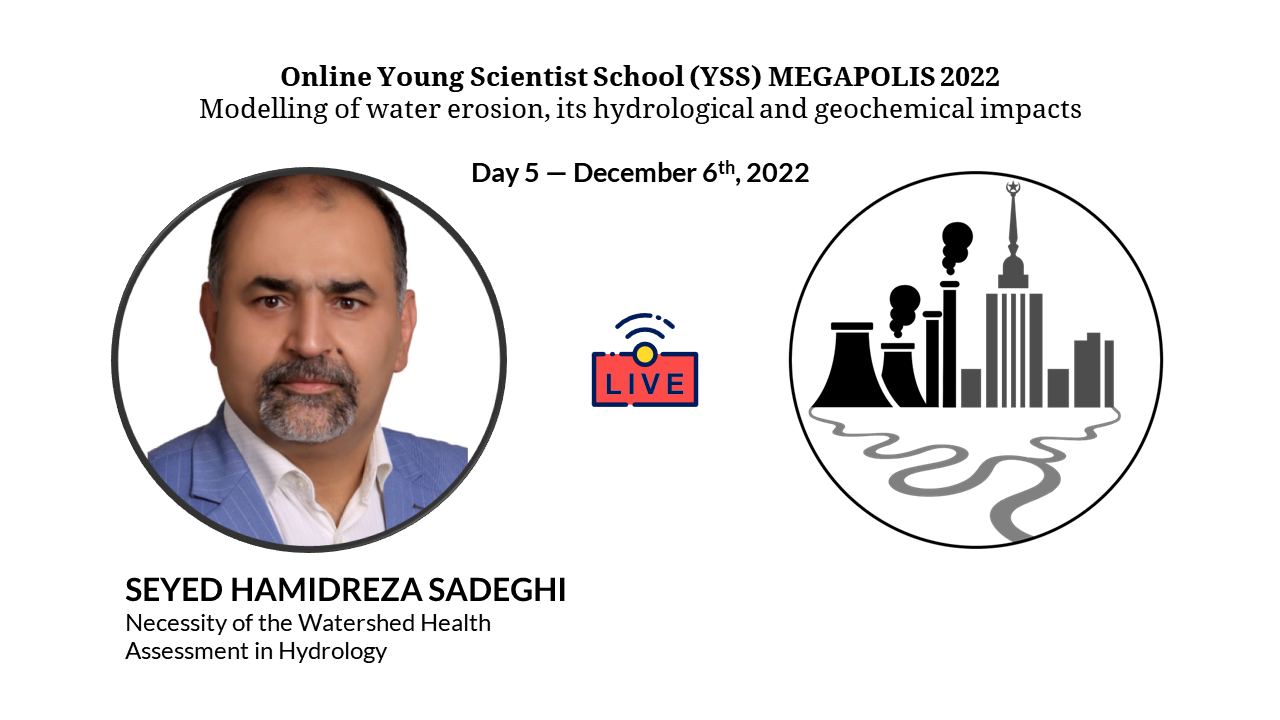 Online Young Scientist School (YSS) MEGAPOLIS 2022
Modelling of water erosion, its hydrological and geochemical impacts
Day 5 — December 6th, 2022
LIVE
SEYED HAMIDREZA SADEGHI
Necessity of the Watershed Health
Assessment in Hydrology